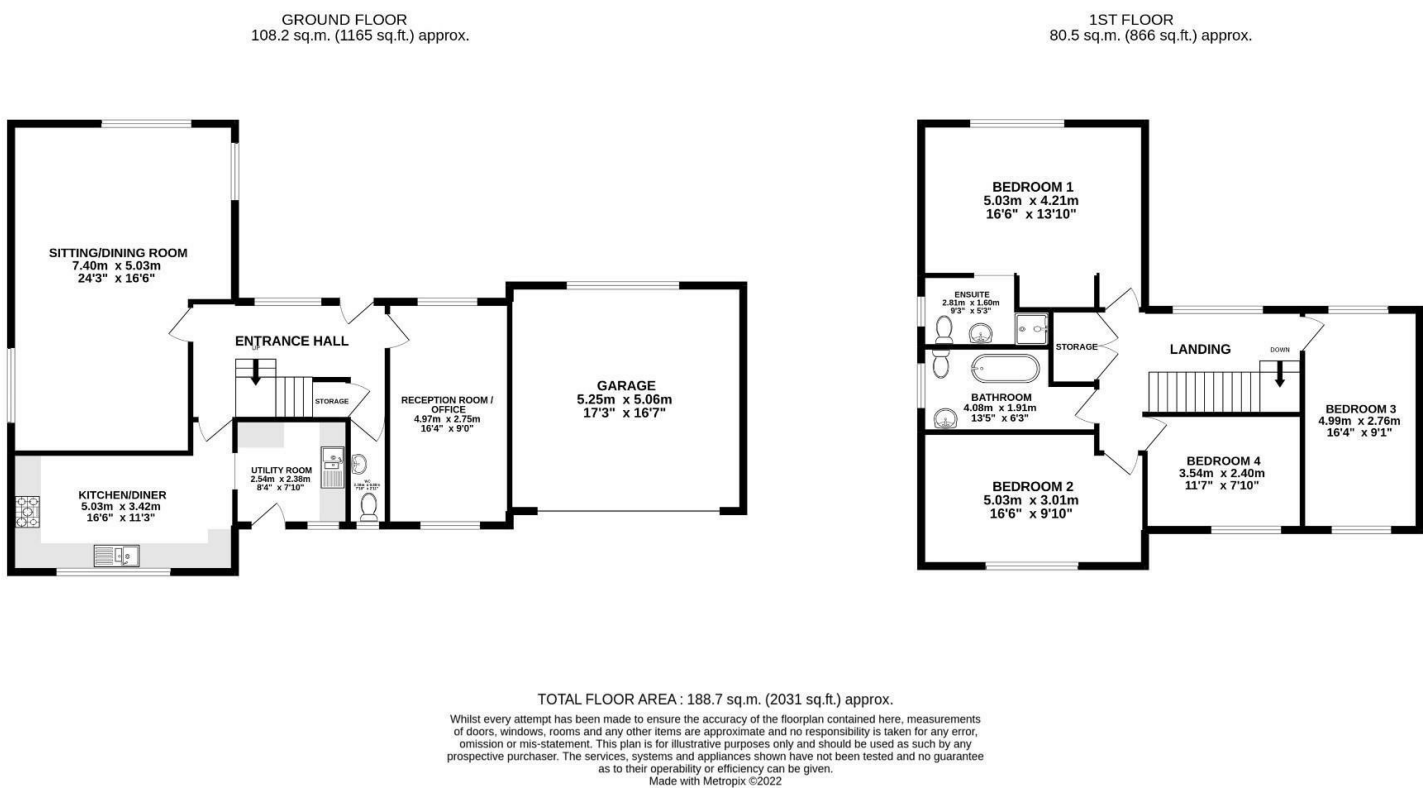 GROUND FLOOR
108.2 sq.m. (1165 sq.ft.) approx.
1ST FLOOR
80.5 sq.m. (866 sq.ft.) approx.
SITTING/DINING ROOM
7.40m x 5.03m
24'3" x 16'6"
ENTRANCE HALL
UP
STORAGE
RECEPTION ROOM /
OFFICE
4.97m x 2.75m
16'4" x 9'0"
GARAGE
5.25m x 5.06m
17'3" x 16'7"
UTILITY ROOM
2.54m x 2.38m
8'4" x 7'10"
WC
KITCHEN/DINER
5.03m x 3.42m
16'6" x 11'3"
BEDROOM 1
5.03m x 4.21m
16'6" x 13'10"
ENSUITE
2.81m x 1.60m
9'3" x 5'3"
STORAGE
LANDING
DOWN
BATHROOM
4.08m x 1.91m
13'5" x 6'3"
BEDROOM 3
4.99m x 2.76m
16'4" x 9'1"
BEDROOM 4
3.54m x 2.40m
11'7" x 7'10"
BEDROOM 2
5.03m x 3.01m
16'6" x 9'10"
TOTAL FLOOR AREA : 188.7 sq.m. (2031 sq.ft.) approx.
Whilst every attempt has been made to ensure the accuracy of the floorplan contained here, measurements
of doors, windows, rooms and any other items are approximate and no responsibility is taken for any error,
omission or mis-statement. This plan is for illustrative purposes only and should be used as such by any
prospective purchaser. The services, systems and appliances shown have not been tested and no guarantee
as to their operability or efficiency can be given.
Made with Metropix ©2022